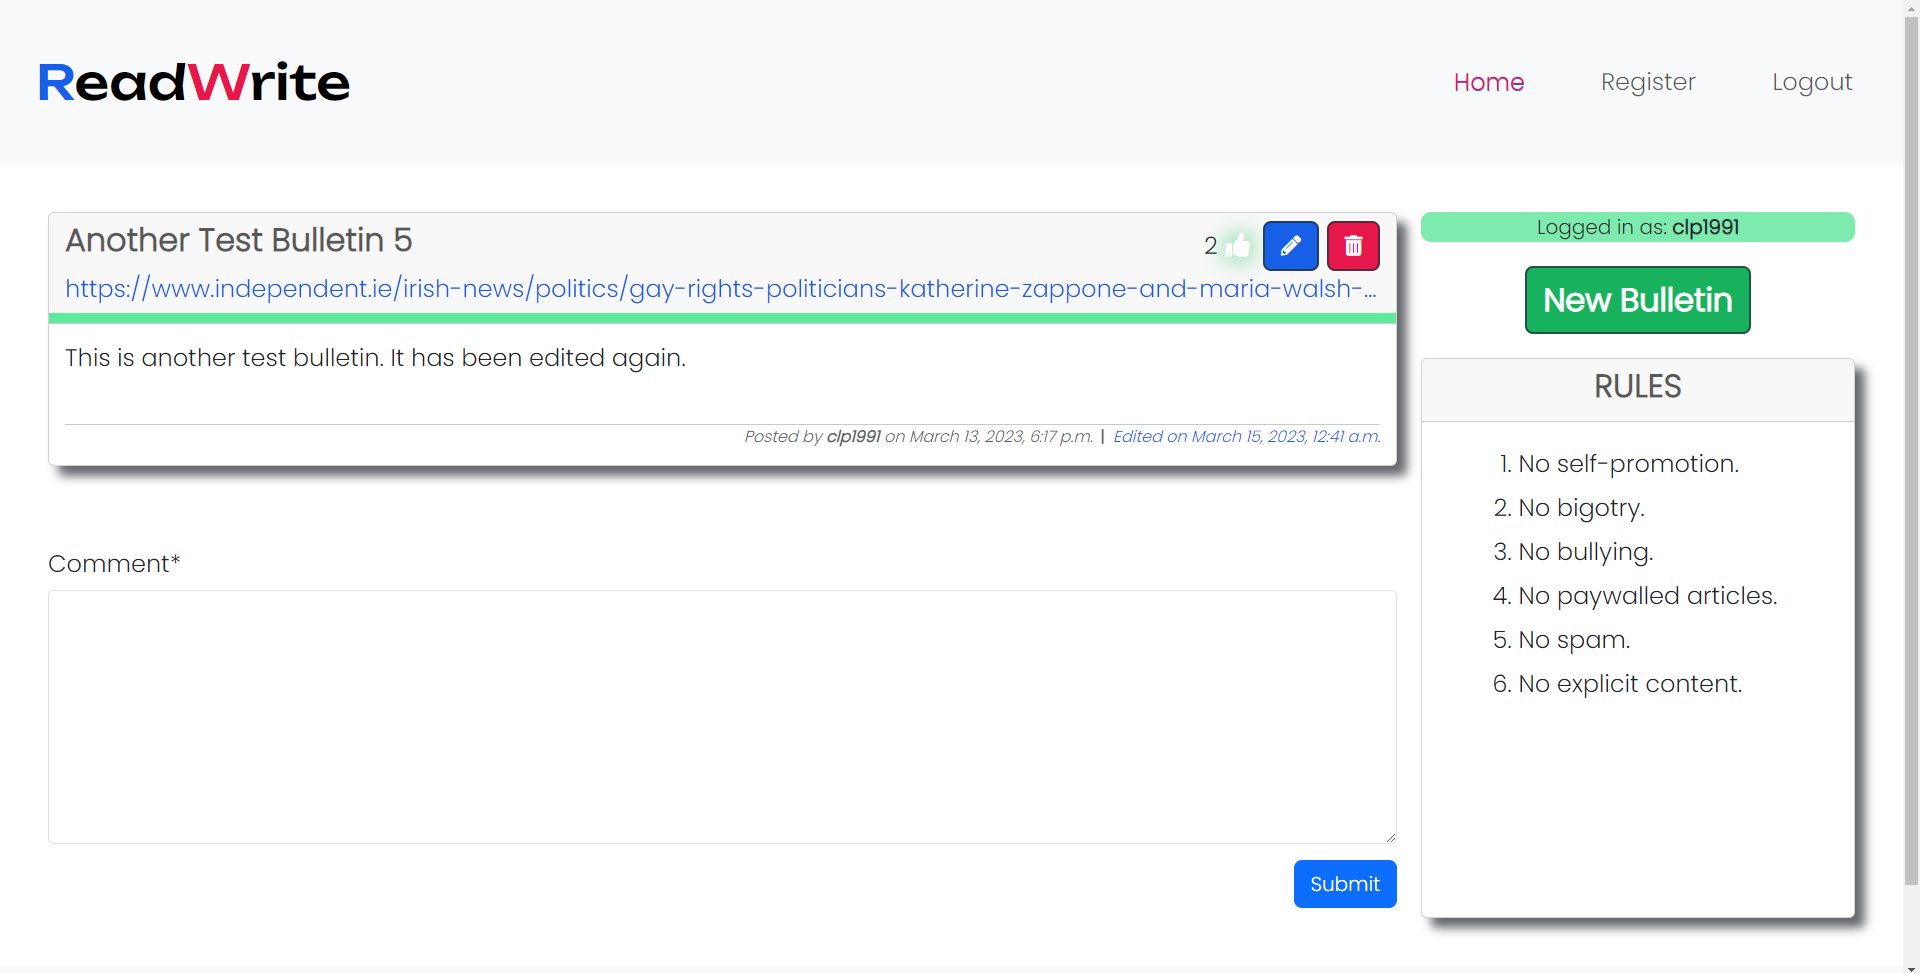 ReadWrite
Home
Register
Logout
Another Test Bulletin 5
2
https://www.independent.ie/irish-news/politics/gay-rights-politicians-katherine-zappone-and-maria-walsh-...
This is another test bulletin. It has been edited again.
Posted by clp1991 on March 13, 2023, 6:17 p.m. | Edited on March 15, 2023, 12:41 a.m.
Comment*
Submit
Logged in as: clp1991
New Bulletin
RULES
1. No self-promotion.
2. No bigotry.
3. No bullying.
4. No paywalled articles.
5. No spam.
6. No explicit content.